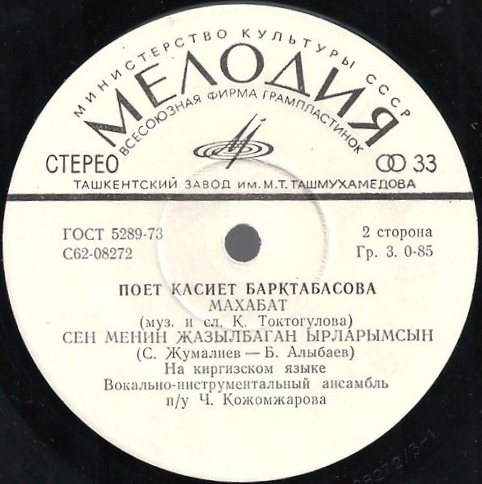 МИНИСТЕРСТВО КУЛЬТУРЫ СССР
МЕЛОДИЯ
ВСЕСОЮЗНАЯ ФИРМА ГРАМПЛАСТИНОК
СТЕРЕО 33
ТАШКЕНТСКИЙ ЗАВОД ИМ. М.Т. ТАШМУХАМЕДОВА
ГОСТ 5289-73 2 сторона
С62-08272 Гр. 3. 0-85
ПОЕТ КАСИЕТ БАРКТАБАСОВА
МАХАБАТ
(муз. и сл. К. Токтогулова)
СЕН МЕНИН ЖАЗЫЛБАГАН ЫРЛАРЫМСЫН
(С. Жумалиев — Б. Алыбаев)
На киргизском языке
Вокально-инструментальный ансамбль
п/у Ч. Кожомжарова